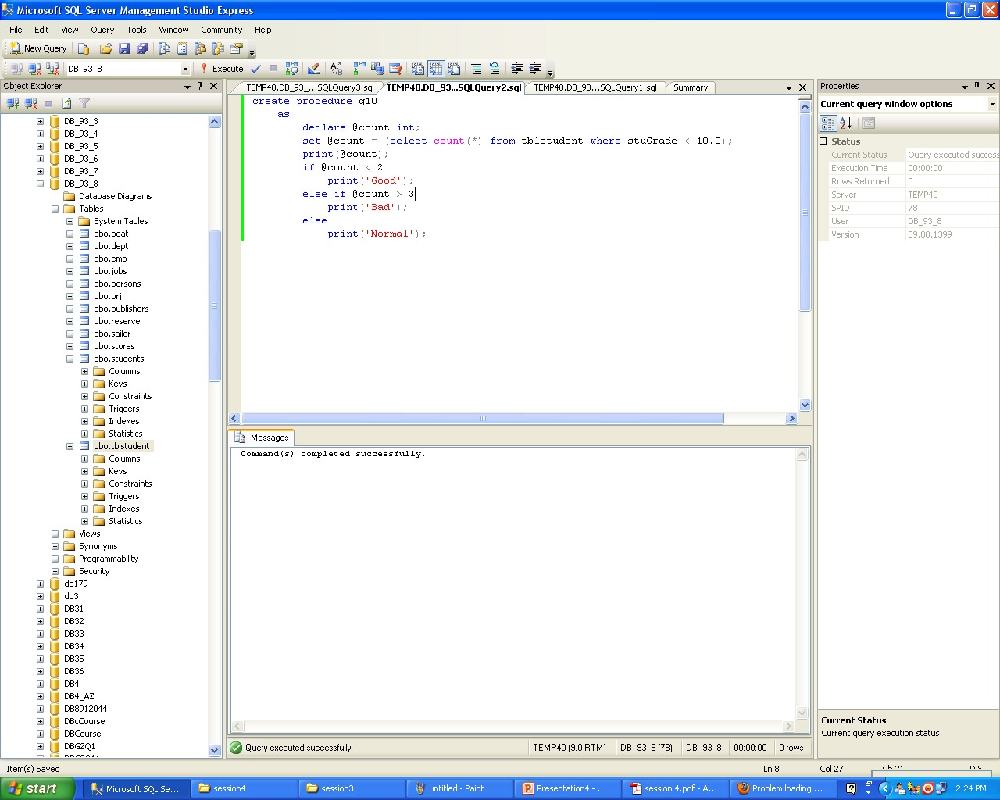 Microsoft SQL Server Management Studio Express
File Edit View Query Tools Window Community Help
New Query
DB_93_8 Execute
Object Explorer
DB_93_3
DB_93_4
DB_93_5
DB_93_6
DB_93_7
DB_93_8
Database Diagrams
Tables
System Tables
dbo.boat
dbo.dept
dbo.emp
dbo.jobs
dbo.persons
dbo.prj
dbo.publishers
dbo.reserve
dbo.sailor
dbo.stores
dbo.students
Columns
Keys
Constraints
Triggers
Indexes
Statistics
dbo.tblstudent
Columns
Keys
Constraints
Triggers
Indexes
Statistics
Views
Synonyms
Programmability
Security
db179
db3
DB31
DB32
DB33
DB34
DB35
DB36
DB4
DB4_AZ
DB8912044
DBcCourse
DBCourse
DBG2Q1
TEMP40.DB_93_...SQLQuery3.sql TEMP40.DB_93...SQLQuery2.sql TEMP40.DB_93...SQLQuery1.sql Summary
create procedure q10
as
declare @count int;
set @count = (select count(*) from tblstudent where stuGrade < 10.0);
print(@count);
if @count < 2
print('Good');
else if @count > 3
print('Bad');
else
print('Normal');
Messages
Command(s) completed successfully.
Query executed successfully. TEMP40 (9.0 RTM) DB_93_8 (78) DB_93_8 00:00:00 0 rows
Properties
Current query window options
Status
Current Status Query executed success
Execution Time 00:00:00
Rows Returned 0
Server TEMP40
SPID 78
User DB_93_8
Version 09.00.1399
Current Status
Current query execution status.
Item(s) Saved Ln 8 Col 27 Ch 21 INS
start Microsoft SQL Se... session4 session3 untitled - Paint Presentation4 - ... session 4.pdf - A... Problem loading ... 2:24 PM